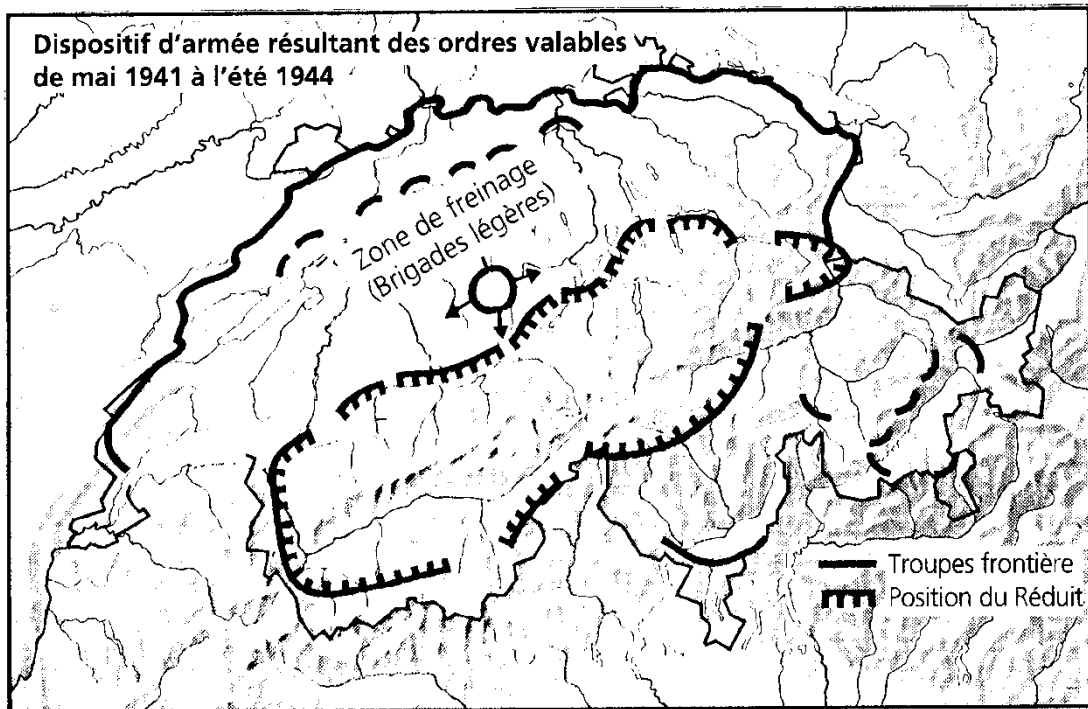 Dispositif d'armée résultant des ordres valables
de mai 1941 à l'été 1944
Zone de freinage
(Brigades légères)
Troupes frontière
Position du Réduit